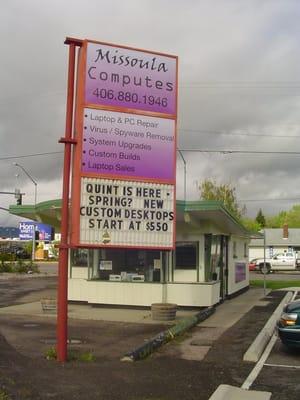 Missoula
Computes
406.880.1946
• Laptop & PC Repair
• Virus / Spyware Removal
• System Upgrades
• Custom Builds
• Laptop Sales
QUINT IS HERE -
SPRING? NEW
CUSTOM DESKTOPS
START AT $550
Home